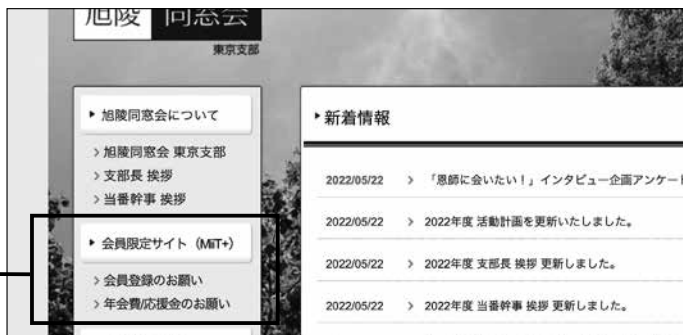 旭陵 同窓会
東京支部
旭陵同窓会について
旭陵同窓会 東京支部
支部長 挨拶
当番幹事 挨拶
会員限定サイト（MiT+）
会員登録のお願い
年会費/応援金のお願い
新着情報
2022/05/22 「恩師に会いたい！」インタビュー企画アンケート
2022/05/22 2022年度 活動計画を更新いたしました。
2022/05/22 2022年度 支部長 挨拶 更新しました。
2022/05/22 2022年度 当番幹事 挨拶 更新しました。